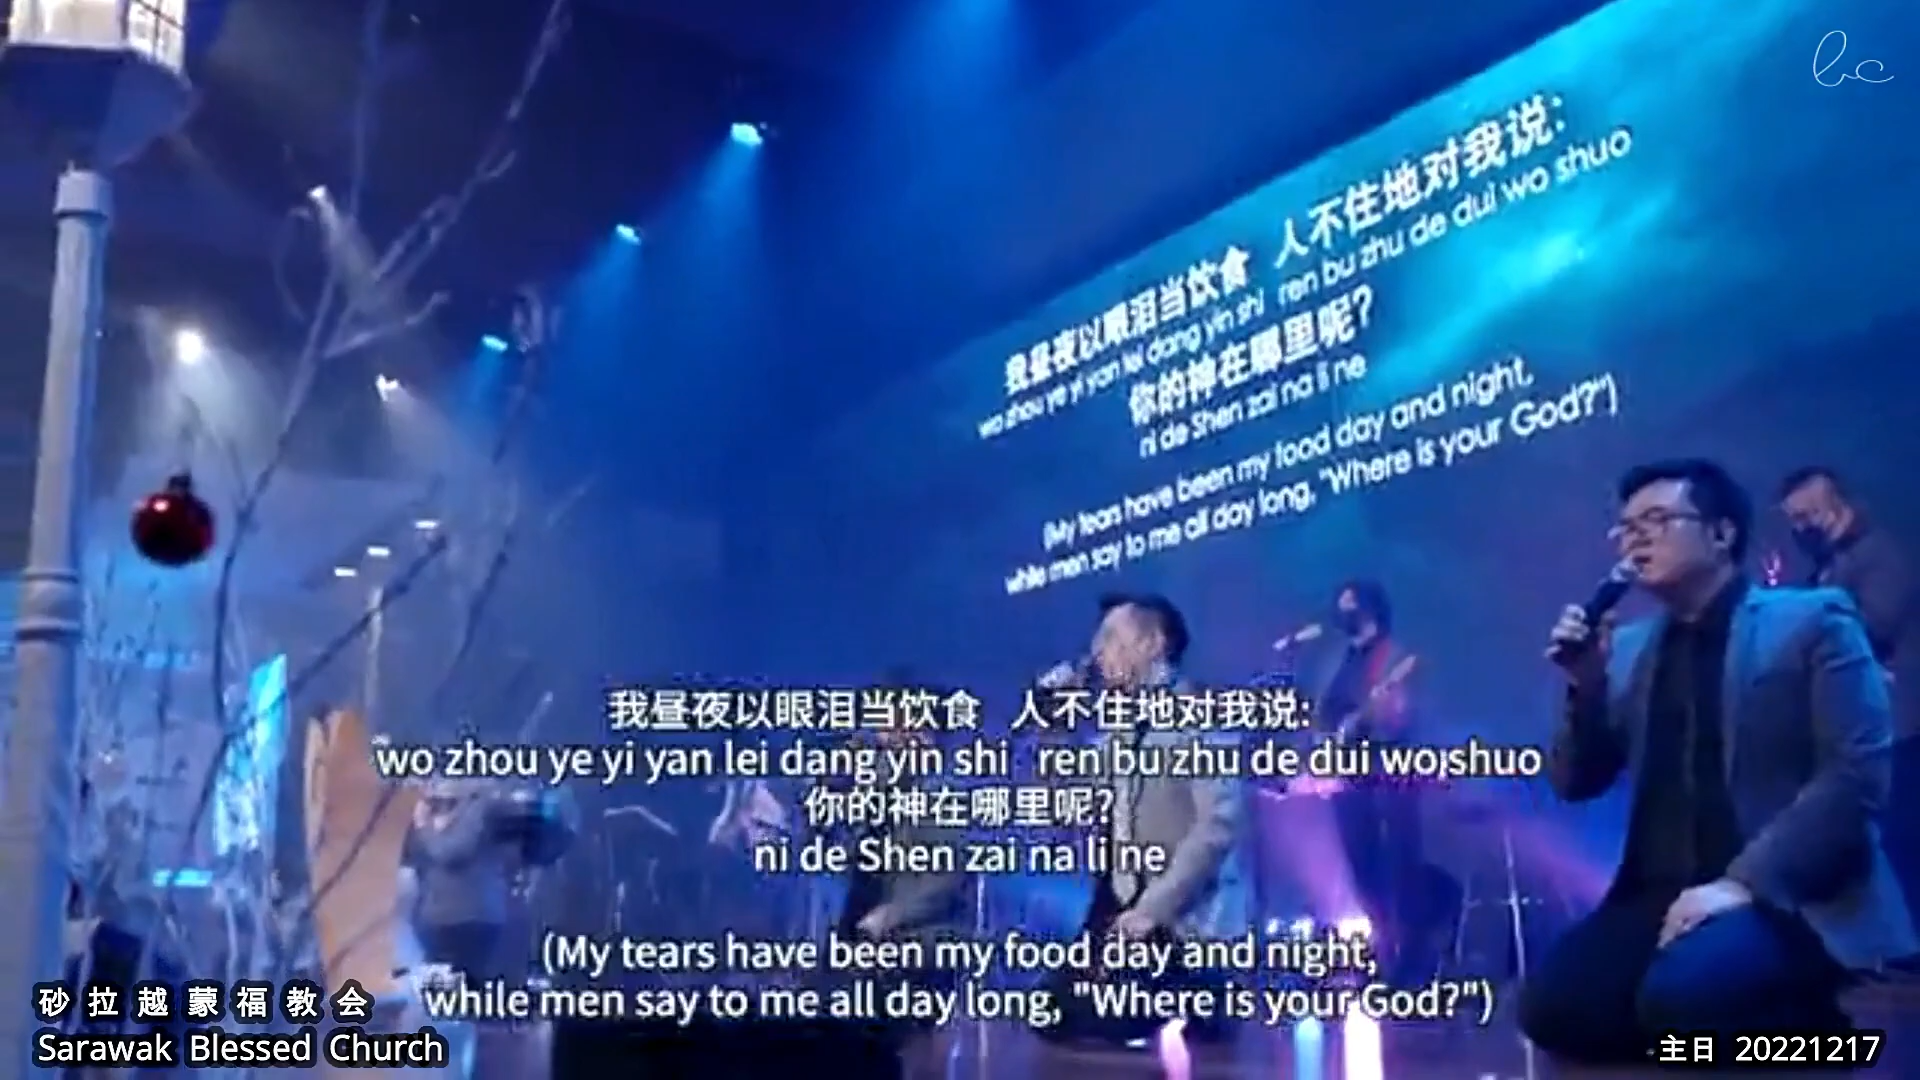 lc
我昼夜以眼泪当饮食 人不住地对我说:
wo zhou ye yi yan lei dang yin shi ren bu zhu de dui wo shuo
你的神在哪里呢?
ni de Shen zai na li ne
(My tears have been my food day and night,
while men say to me all day long, "Where is your God?")
我昼夜以眼泪当饮食 人不住地对我说:
wo zhou ye yi yan lei dang yin shi ren bu zhu de dui wo shuo
你的神在哪里呢?
ni de Shen zai na li ne
(My tears have been my food day and night,
while men say to me all day long, "Where is your God?")
砂拉越蒙福教会
Sarawak Blessed Church
主日 20221217